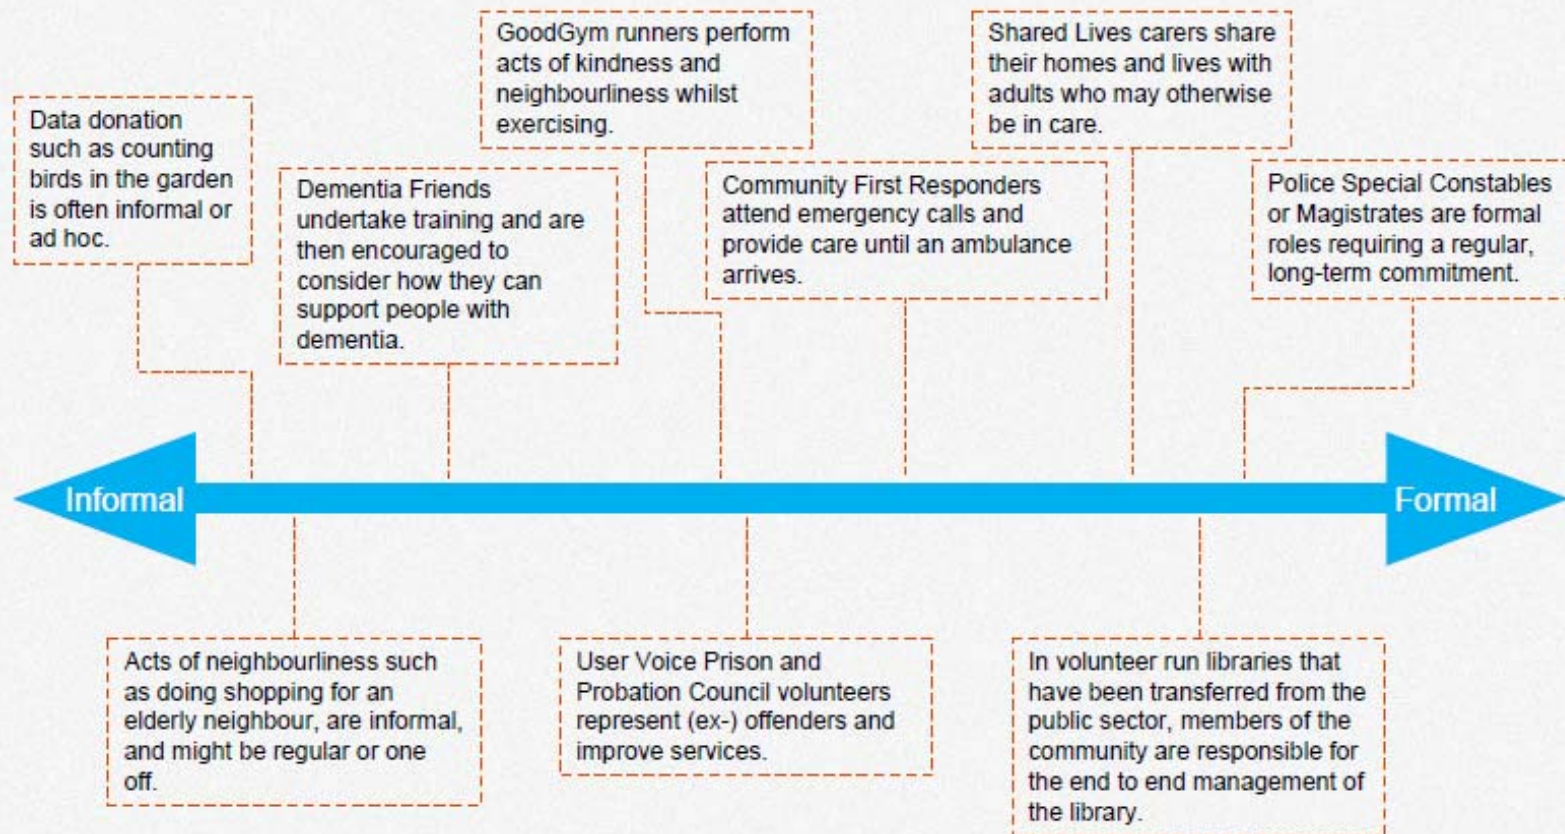 GoodGym runners perform
acts of kindness and
neighbourliness whilst
exercising.
Shared Lives carers share
their homes and lives with
adults who may otherwise
be in care.
Data donation
such as counting
birds in the garden
is often informal or
ad hoc.
Dementia Friends
undertake training and are
then encouraged to
consider how they can
support people with
dementia.
Community First Responders
attend emergency calls and
provide care until an ambulance
arrives.
Police Special Constables
or Magistrates are formal
roles requiring a regular,
long-term commitment.
Informal
Formal
Acts of neighbourliness such
as doing shopping for an
elderly neighbour, are informal,
and might be regular or one
off.
User Voice Prison and
Probation Council volunteers
represent (ex-) offenders and
improve services.
In volunteer run libraries that
have been transferred from the
public sector, members of the
community are responsible for
the end to end management of
the library.